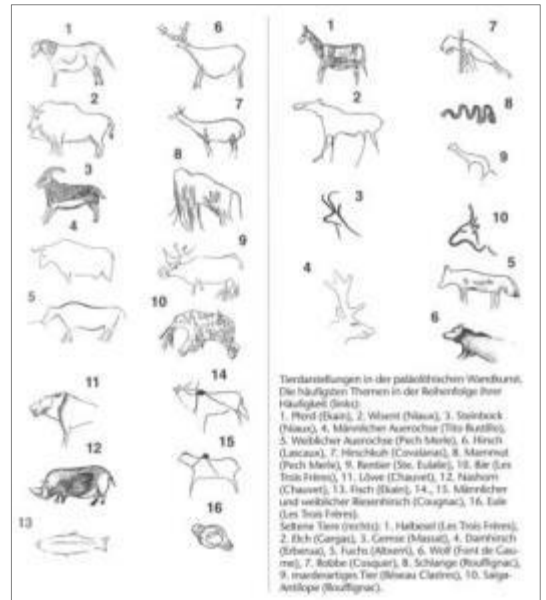 1
6
2
7
3
8
4
9
5
10
11
14
12
15
13
16
1
7
2
8
9
3
10
4
5
6
Tierdarstellungen in der paläolithischen Wandkunst.
Die häufigsten Themen in der Reihenfolge ihrer
Häufigkeit (links):
1. Pferd (Ekain), 2. Wisent (Niaux), 3. Steinbock
(Niaux), 4. Männlicher Auerochse (Tito Bustillo),
5. Weiblicher Auerochse (Pech Merle), 6. Hirsch
(Lascaux), 7. Hirschkuh (Covalanas), 8. Mammut
(Pech Merle), 9. Rentier (Ste. Eulalie), 10. Bär (Les
Trois Frères), 11. Löwe (Chauvet), 12. Nashorn
(Chauvet), 13. Fisch (Ekain), 14., 15. Männlicher
und weiblicher Riesenhirsch (Cougnac), 16. Eule
(Les Trois Frères).
Seltene Tiere (rechts): 1. Halbesel (Les Trois Frères),
2. Elch (Gargas), 3. Gemse (Massat), 4. Damhirsch
(Erberua), 5. Fuchs (Altxerri), 6. Wolf (Font de Gau-
me), 7. Robbe (Cosquer), 8. Schlange (Rouffignac),
9. marderartiges Tier (Réseau Clastres), 10. Saiga-
Antilope (Rouffignac).